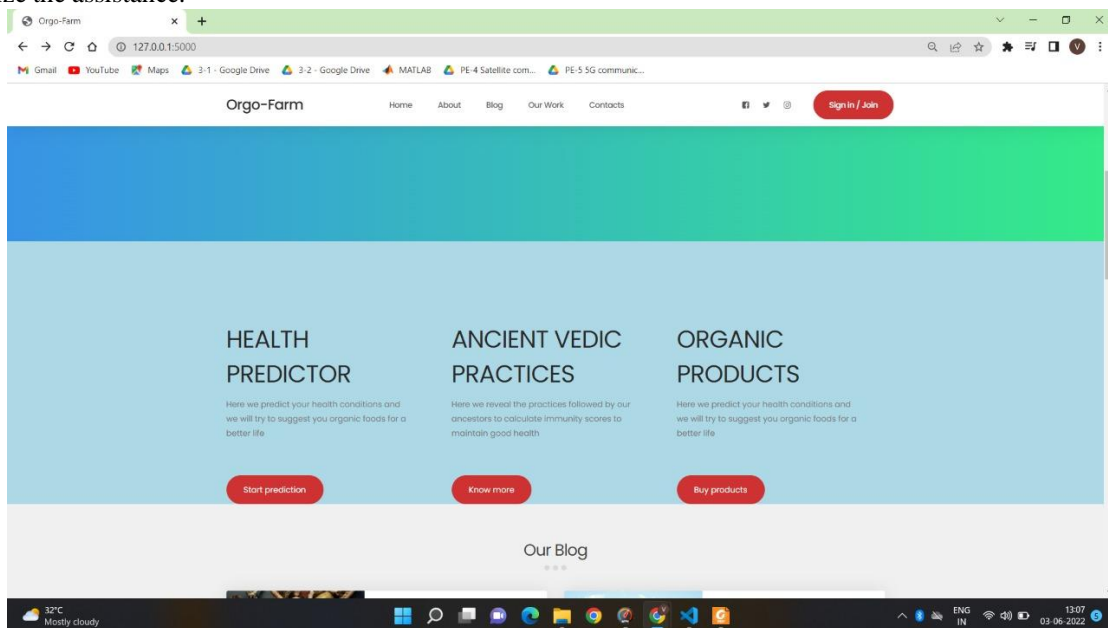 Orgo-Farm
127.0.0.1:5000
Gmail YouTube Maps 3-1 - Google Drive 3-2 - Google Drive MATLAB PE-4 Satellite com... PE-5 5G communic...
Orgo-Farm Home About Blog Our Work Contacts Sign in / Join
HEALTH
PREDICTOR
Here we predict your health conditions and
we will try to suggest you organic foods for a
better life
Start prediction
ANCIENT VEDIC
PRACTICES
Here we reveal the practices followed by our
ancestors to calculate immunity scores to
maintain good health
Know more
ORGANIC
PRODUCTS
Here we predict your health conditions and
we will try to suggest you organic foods for a
better life
Buy products
Our Blog
32°C
Mostly cloudy
ENG
IN
13:07
03-06-2022